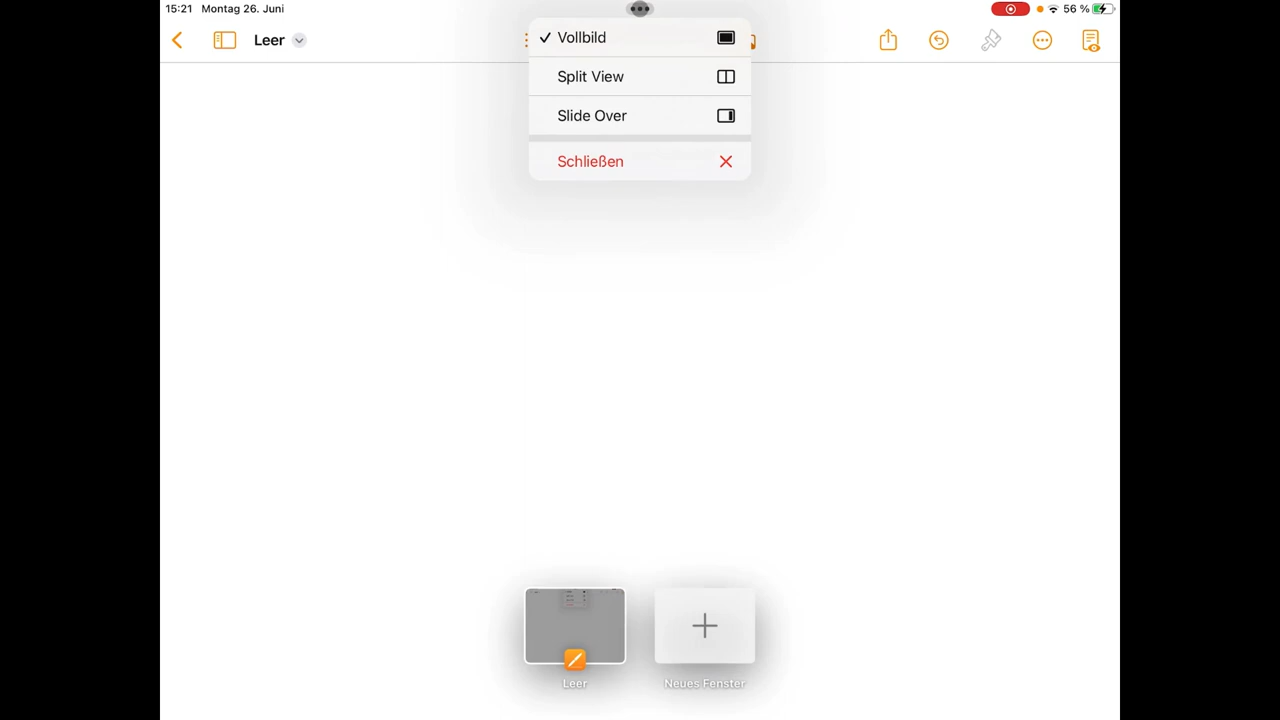 15:21 Montag 26. Juni
56 %
Leer
Vollbild
Split View
Slide Over
Schließen
Leer
Neues Fenster